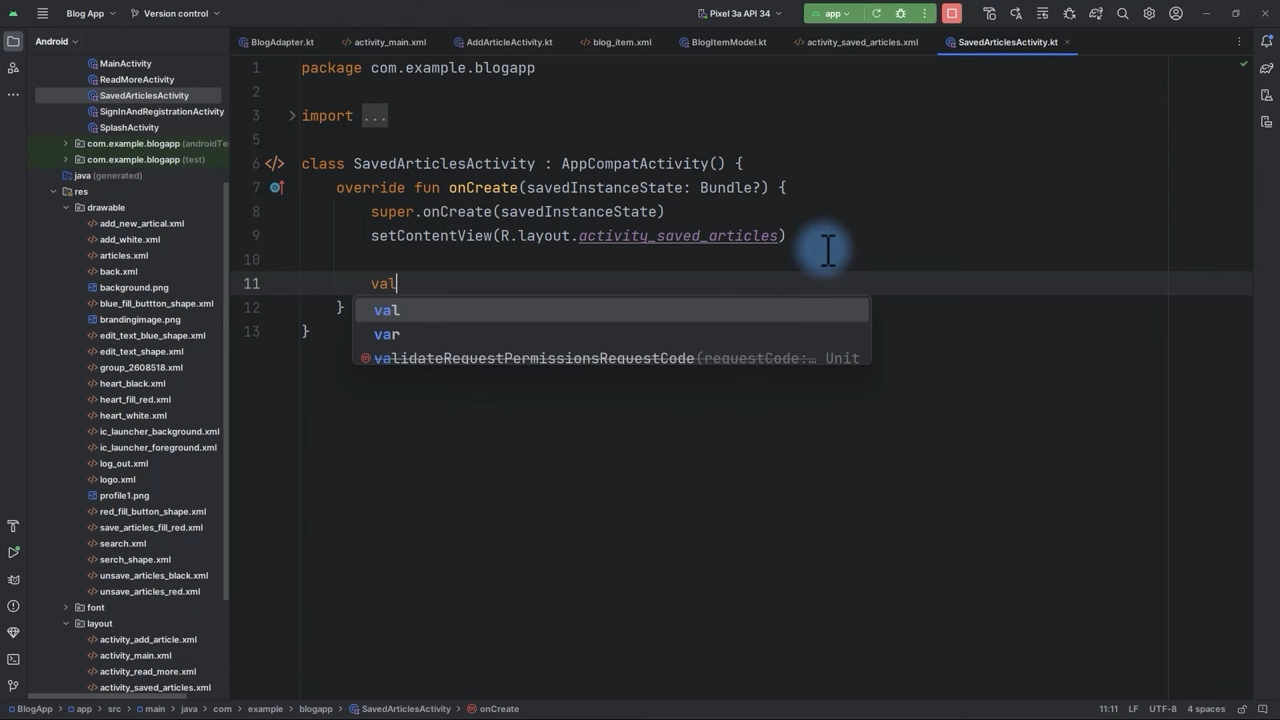 Blog App
Version control
Pixel 3a API 34
app
Android
BlogAdapter.kt
activity_main.xml
AddArticleActivity.kt
blog_item.xml
BlogItemModel.kt
activity_saved_articles.xml
SavedArticlesActivity.kt
MainActivity
ReadMoreActivity
SavedArticlesActivity
SignInAndRegistrationActivity
SplashActivity
com.example.blogapp (androidTe
com.example.blogapp (test)
java (generated)
res
drawable
add_new_artical.xml
add_white.xml
articles.xml
back.xml
background.png
blue_fill_buttton_shape.xml
brandingimage.png
edit_text_blue_shape.xml
edit_text_shape.xml
group_2608518.xml
heart_black.xml
heart_fill_red.xml
heart_white.xml
ic_launcher_background.xml
ic_launcher_foreground.xml
log_out.xml
logo.xml
profile1.png
red_fill_button_shape.xml
save_articles_fill_red.xml
search.xml
serch_shape.xml
unsave_articles_black.xml
unsave_articles_red.xml
font
layout
activity_add_article.xml
activity_main.xml
activity_read_more.xml
activity_saved_articles.xml
1 package com.example.blogapp
2
3 import ...
5
6 class SavedArticlesActivity : AppCompatActivity() {
7 override fun onCreate(savedInstanceState: Bundle?) {
8 super.onCreate(savedInstanceState)
9 setContentView(R.layout.activity_saved_articles)
10
11 val
12 }
13 }
val
var
validateRequestPermissionsRequestCode(requestCode:… Unit
BlogApp > app > src > main > java > com > example > blogapp > SavedArticlesActivity > onCreate
11:11 LF UTF-8 4 spaces